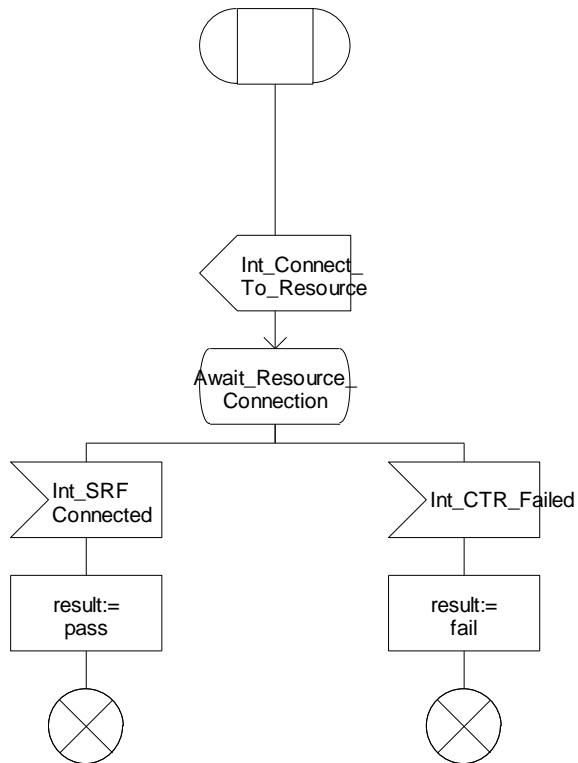 Int_Connect_
To_Resource
Await_Resource_
Connection
Int_SRF
Connected
Int_CTR_Failed
result:=
pass
result:=
fail